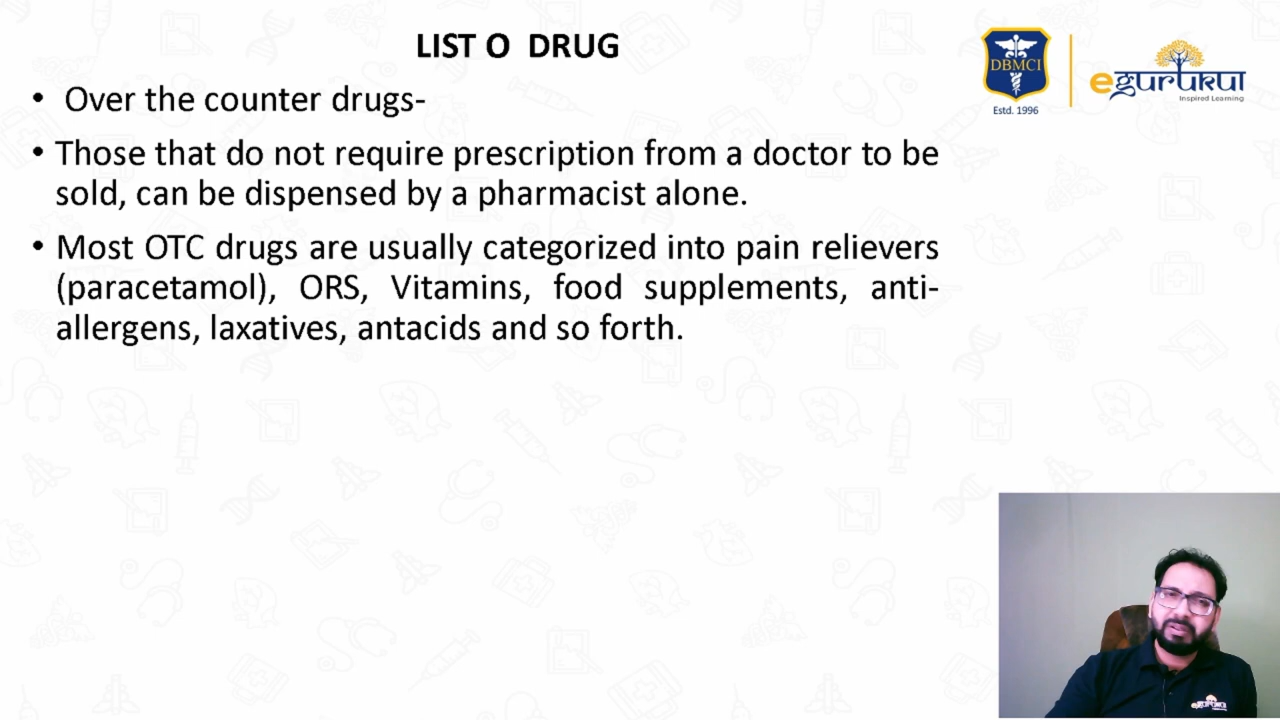 LIST O DRUG
• Over the counter drugs-
• Those that do not require prescription from a doctor to be
sold, can be dispensed by a pharmacist alone.
• Most OTC drugs are usually categorized into pain relievers
(paracetamol), ORS, Vitamins, food supplements, anti-
allergens, laxatives, antacids and so forth.
DBMCI
Estd. 1996
egurukul
Inspired Learning
egurukul